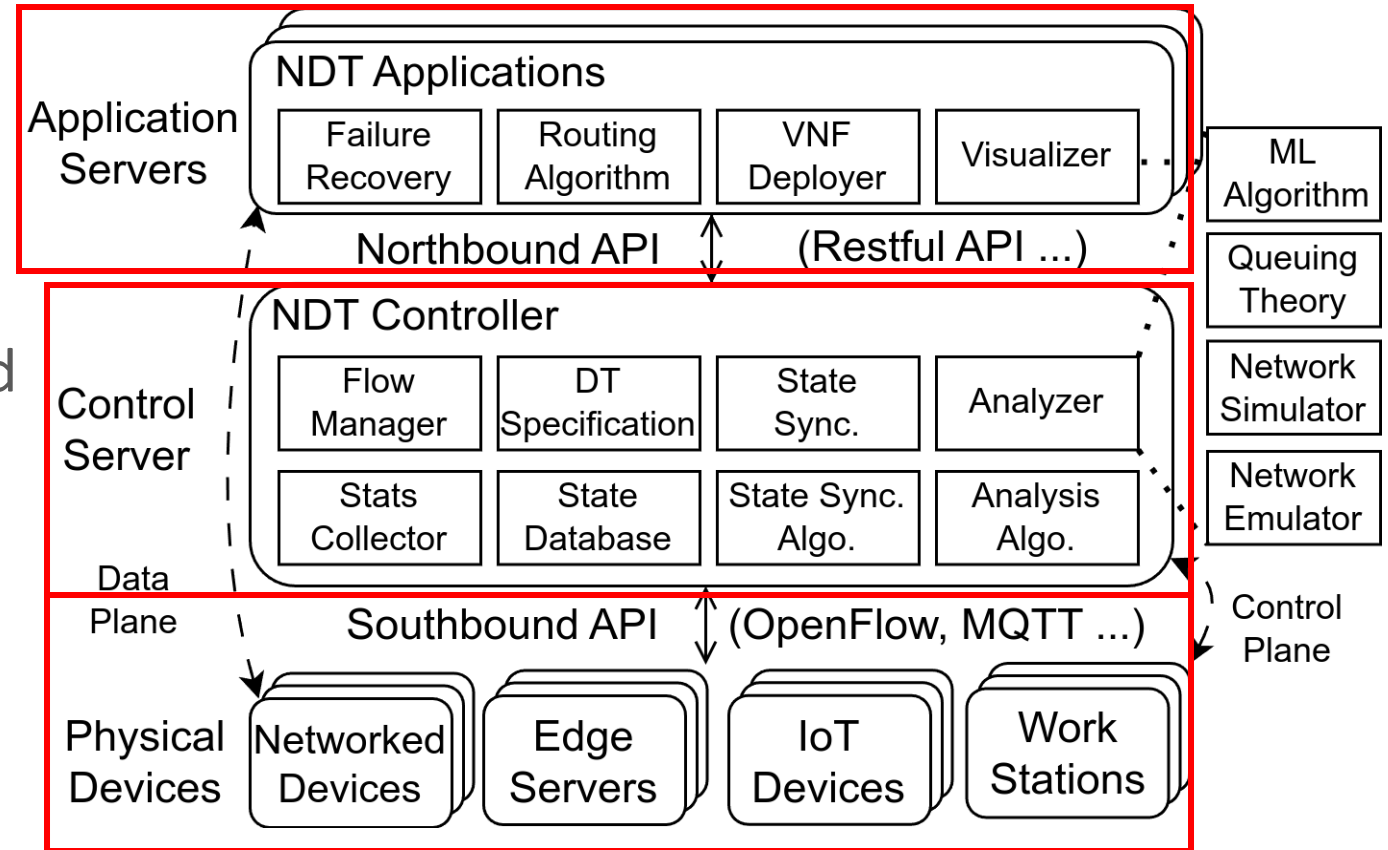 NDT Applications
Application
Servers
Failure
Recovery
Routing
Algorithm
VNF
Deployer
Visualizer
Northbound API
(Restful API ...)
ML
Algorithm
Queuing
Theory
Network
Simulator
Network
Emulator
d
NDT Controller
Control
Server
Flow
Manager
DT
Specification
State
Sync.
Analyzer
Stats
Collector
State
Database
State Sync.
Algo.
Analysis
Algo.
Data
Plane
Southbound API
(OpenFlow, MQTT ...)
Control
Plane
Physical
Devices
Networked
Devices
Edge
Servers
IoT
Devices
Work
Stations